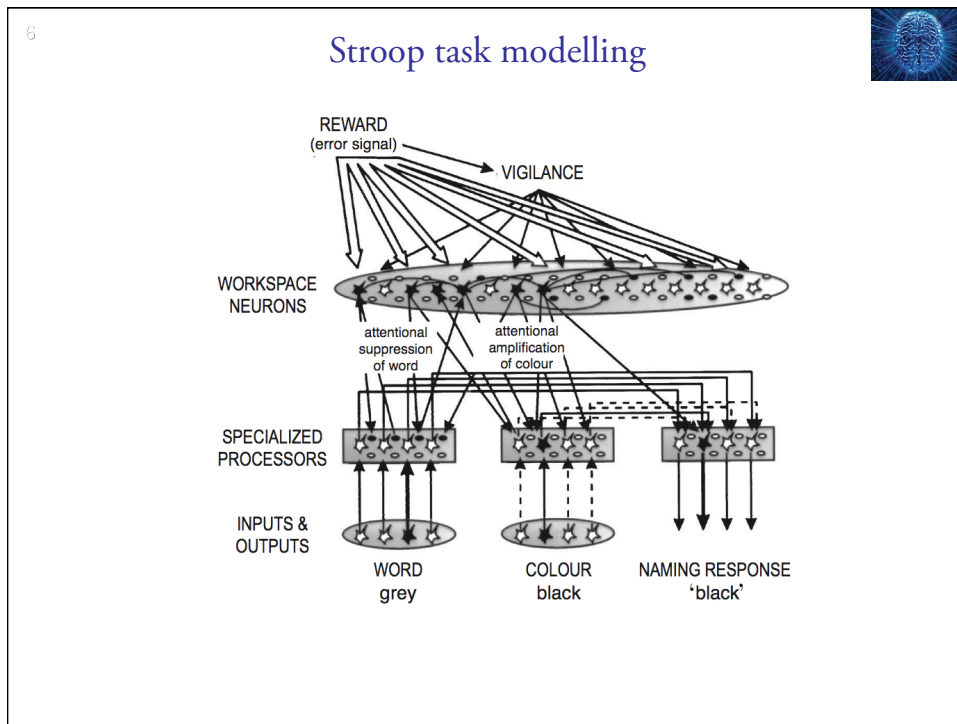 6
Stroop task modelling
REWARD
(error signal)
VIGILANCE
WORKSPACE
NEURONS
attentional
suppression
of word
attentional
amplification
of colour
SPECIALIZED
PROCESSORS
INPUTS &
OUTPUTS
WORD
grey
COLOUR
black
NAMING RESPONSE
‘black’